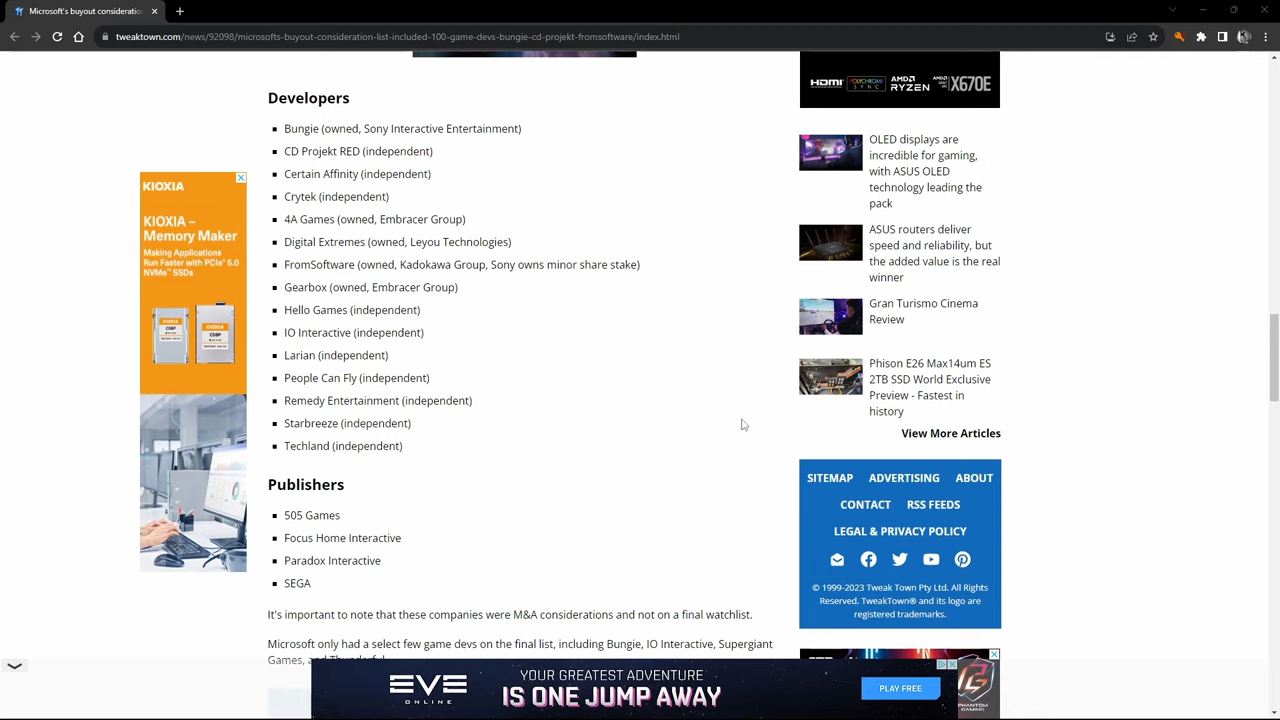 Microsoft's buyout consideration
tweaktown.com/news/92098/microsofts-buyout-consideration-list-included-100-game-devs-bungie-cd-projekt-fromsoftware/index.html
Developers
Bungie (owned, Sony Interactive Entertainment)
CD Projekt RED (independent)
Certain Affinity (independent)
Crytek (independent)
4A Games (owned, Embracer Group)
Digital Extremes (owned, Leyou Technologies)
FromSoftware (owned, Kadokawa Group, Sony owns minor share stake)
Gearbox (owned, Embracer Group)
Hello Games (independent)
IO Interactive (independent)
Larian (independent)
People Can Fly (independent)
Remedy Entertainment (independent)
Starbreeze (independent)
Techland (independent)
Publishers
505 Games
Focus Home Interactive
Paradox Interactive
SEGA
It's important to note that these companies were M&A considerations and not on a final watchlist.
Microsoft only had a select few game devs on the final list, including Bungie, IO Interactive, Supergiant
Games, and
KIOXIA
KIOXIA –
Memory Maker
Making Applications
Run Faster with PCIe® 5.0
NVMe™ SSDs
HDMI
POLYCHROME
SYNC
AMD
RYZEN
AMD
X670E
OLED displays are
incredible for gaming,
with ASUS OLED
technology leading the
pack
ASUS routers deliver
speed and reliability, but
the added value is the real
winner
Gran Turismo Cinema
Review
Phison E26 Max14um ES
2TB SSD World Exclusive
Preview - Fastest in
history
View More Articles
SITEMAP ADVERTISING ABOUT
CONTACT RSS FEEDS
LEGAL & PRIVACY POLICY
© 1999-2023 Tweak Town Pty Ltd. All Rights
Reserved. TweakTown® and its logo are
registered trademarks.
EVE
ONLINE
YOUR GREATEST ADVENTURE
IS ONE JUMP AWAY
PLAY FREE
PHANTOM
GAMING